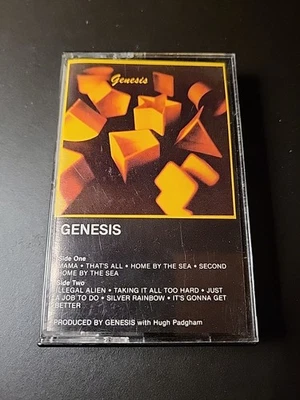 Genesis
GENESIS
Side One
MAMA • THAT'S ALL • HOME BY THE SEA • SECOND
HOME BY THE SEA
Side Two
ILLEGAL ALIEN • TAKING IT ALL TOO HARD • JUST
A JOB TO DO • SILVER RAINBOW • IT'S GONNA GET
BETTER
PRODUCED BY GENESIS with Hugh Padgham